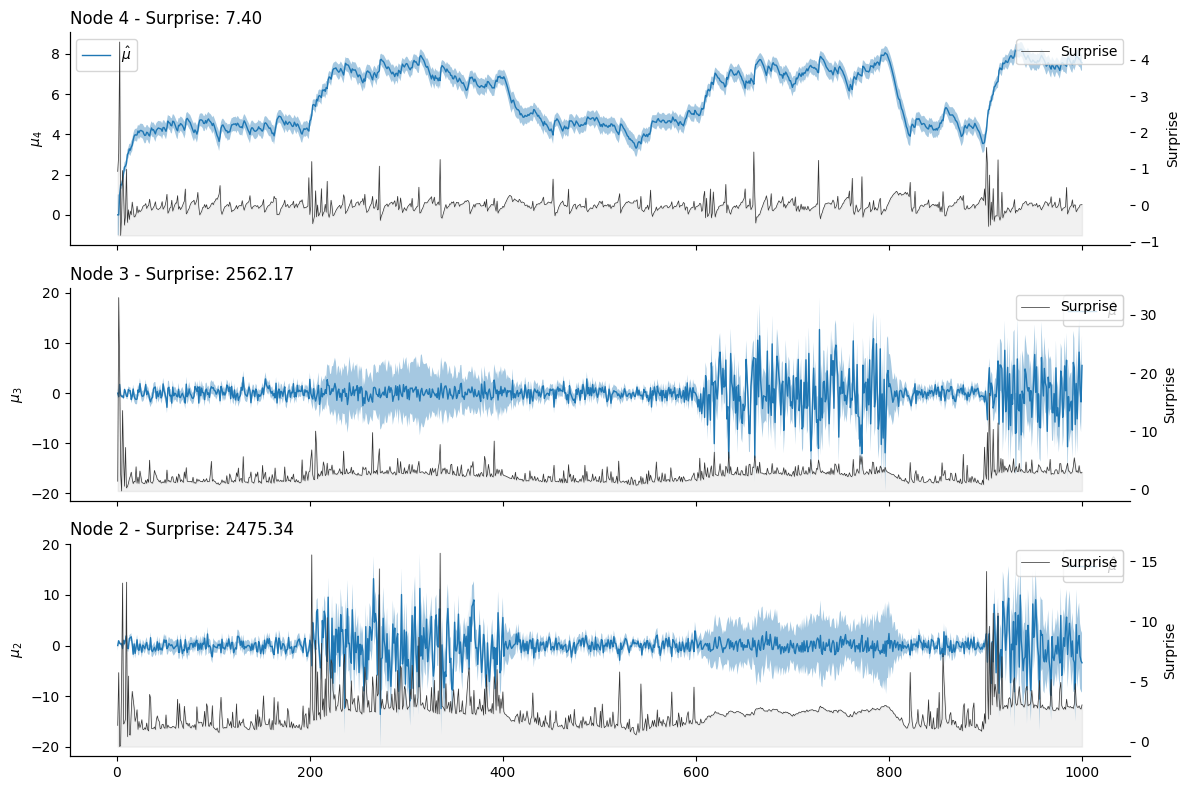 Node 4 - Surprise: 7.40
μ̂
Surprise
8
6
4
2
0
μ₄
4
3
2
1
0
−1
Surprise
Node 3 - Surprise: 2562.17
Surprise
μ̂
20
10
0
−10
−20
μ₃
30
20
10
0
Surprise
Node 2 - Surprise: 2475.34
Surprise
μ̂
20
10
0
−10
−20
μ₂
15
10
5
0
Surprise
0
200
400
600
800
1000